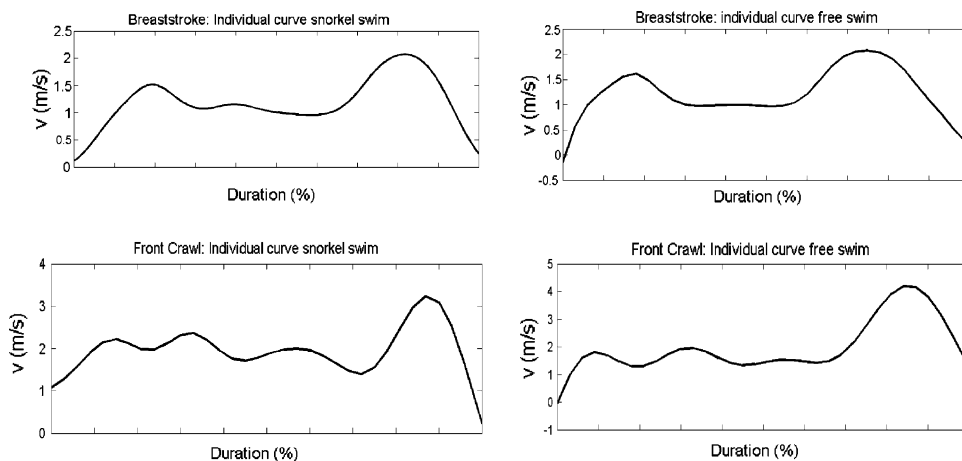 Breaststroke: Individual curve snorkel swim
2.5
2
1.5
1
0.5
0
V (m/s)
Duration (%)
Breaststroke: individual curve free swim
2.5
2
1.5
1
0.5
0
-0.5
V (m/s)
Duration (%)
Front Crawl: Individual curve snorkel swim
4
3
2
1
0
V (m/s)
Duration (%)
Front Crawl: Individual curve free swim
5
4
3
2
1
0
-1
V (m/s)
Duration (%)